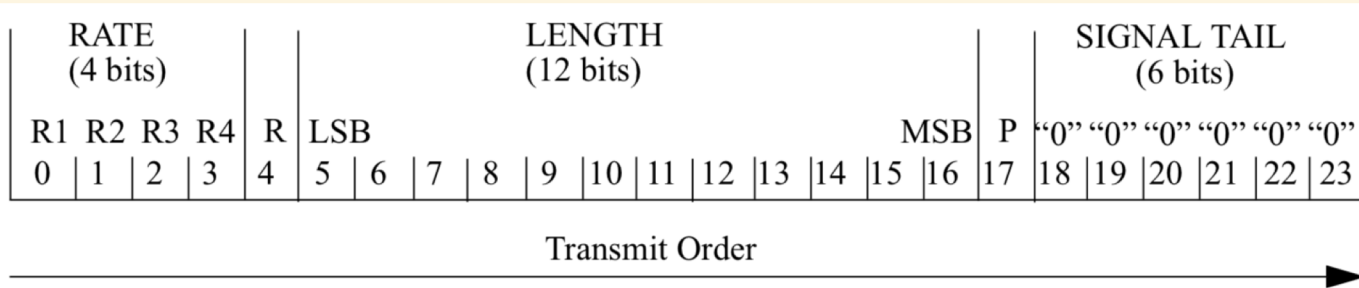 RATE LENGTH SIGNAL TAIL
(4 bits) (12 bits) (6 bits)
R1 R2 R3 R4 R LSB MSB P “0” “0” “0” “0” “0” “0”
0 1 2 3 4 5 6 7 8 9 10 11 12 13 14 15 16 17 18 19 20 21 22 23
Transmit Order